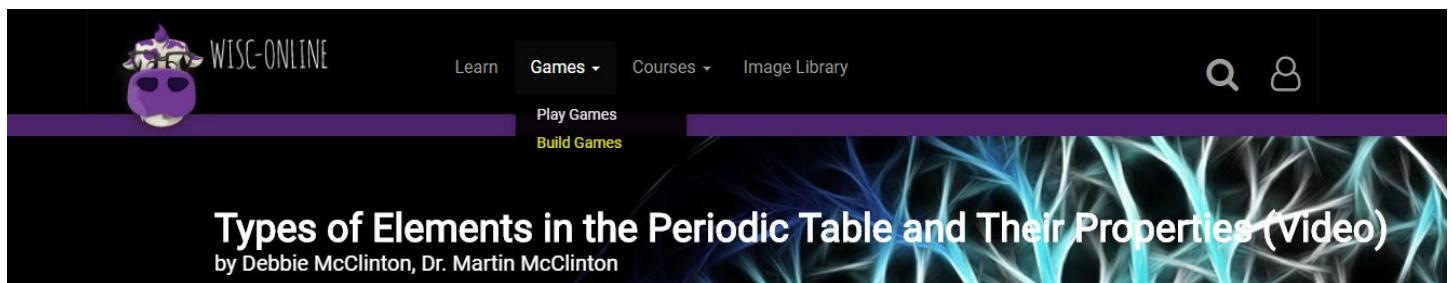 WISC-ONLINE
Learn Games Courses Image Library
Play Games
Build Games
Types of Elements in the Periodic Table and Their Properties (Video)
by Debbie McClinton, Dr. Martin McClinton